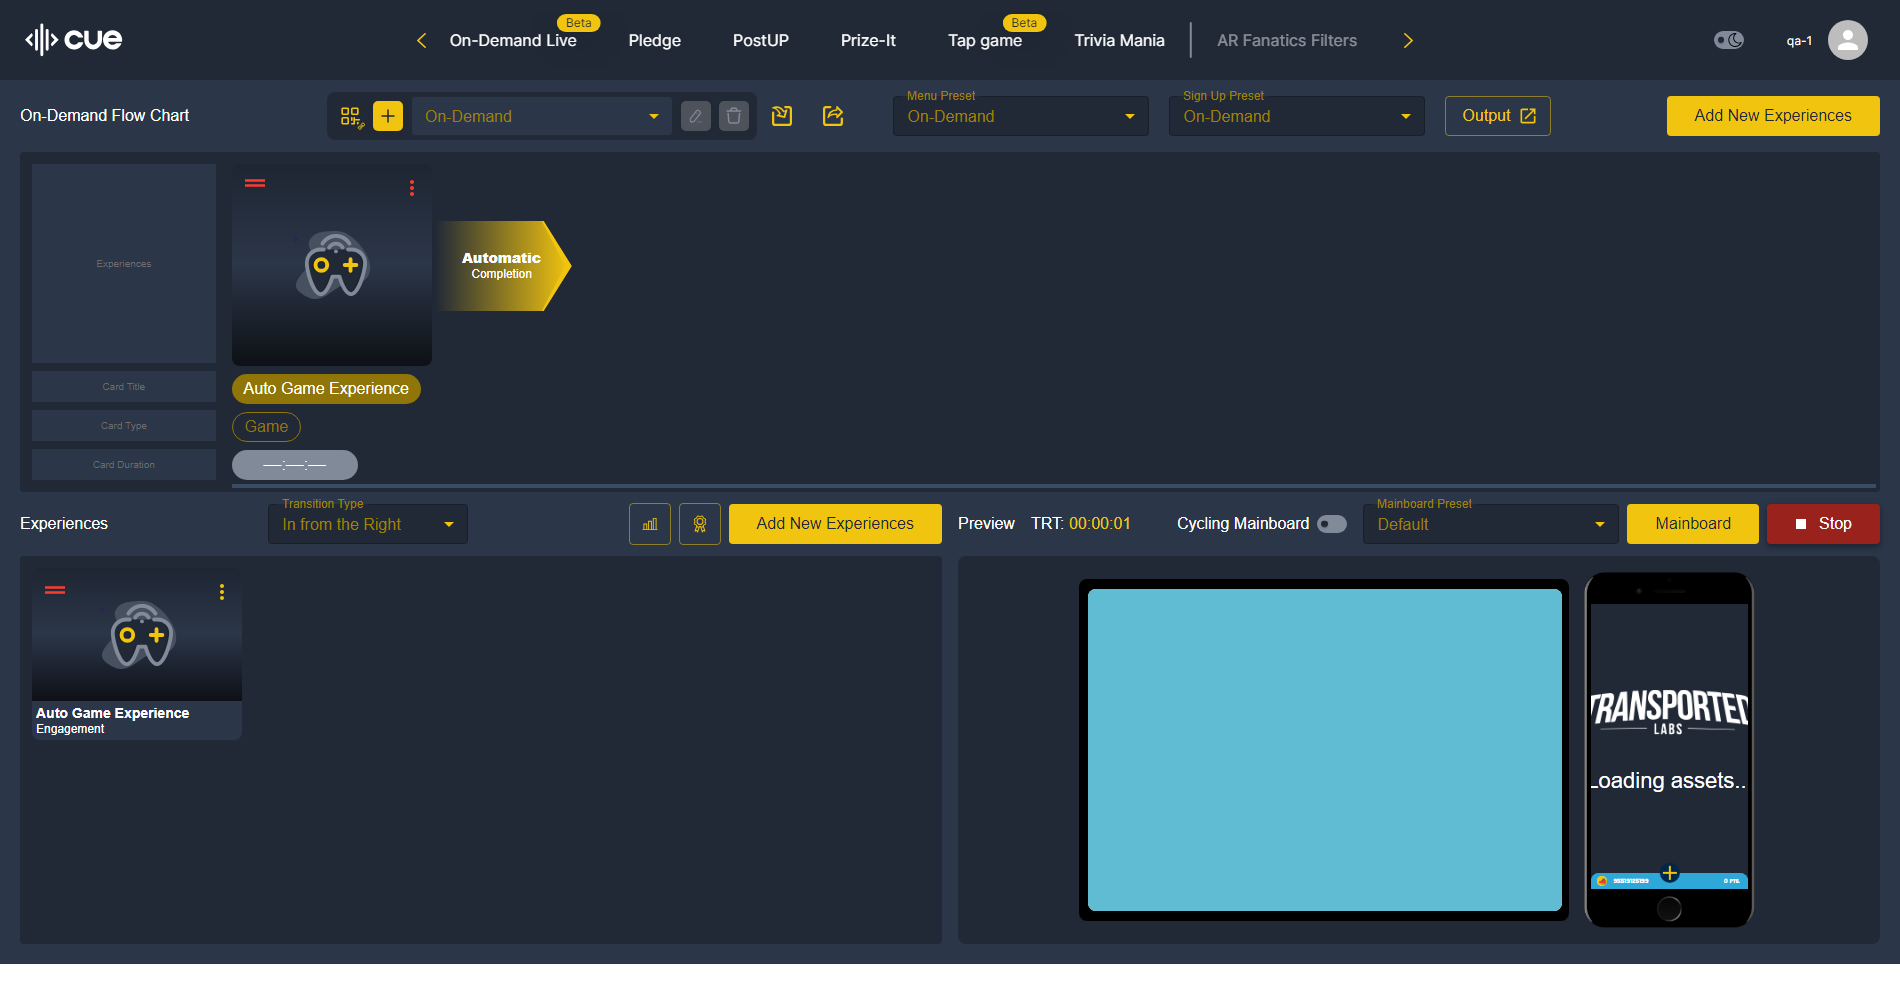 cue
On-Demand Live
Beta
Pledge
PostUP
Prize-It
Tap game
Beta
Trivia Mania
AR Fanatics Filters
qa-1
On-Demand Flow Chart
On-Demand
Menu Preset
On-Demand
Sign Up Preset
On-Demand
Output
Add New Experiences
Experiences
Automatic
Completion
Card Title
Auto Game Experience
Card Type
Game
Card Duration
—:—:—
Experiences
Transition Type
In from the Right
Add New Experiences
Preview
TRT: 00:00:01
Cycling Mainboard
Mainboard Preset
Default
Mainboard
Stop
Auto Game Experience
Engagement
TRANSPORTED
LABS
Loading assets..
0 PTS.